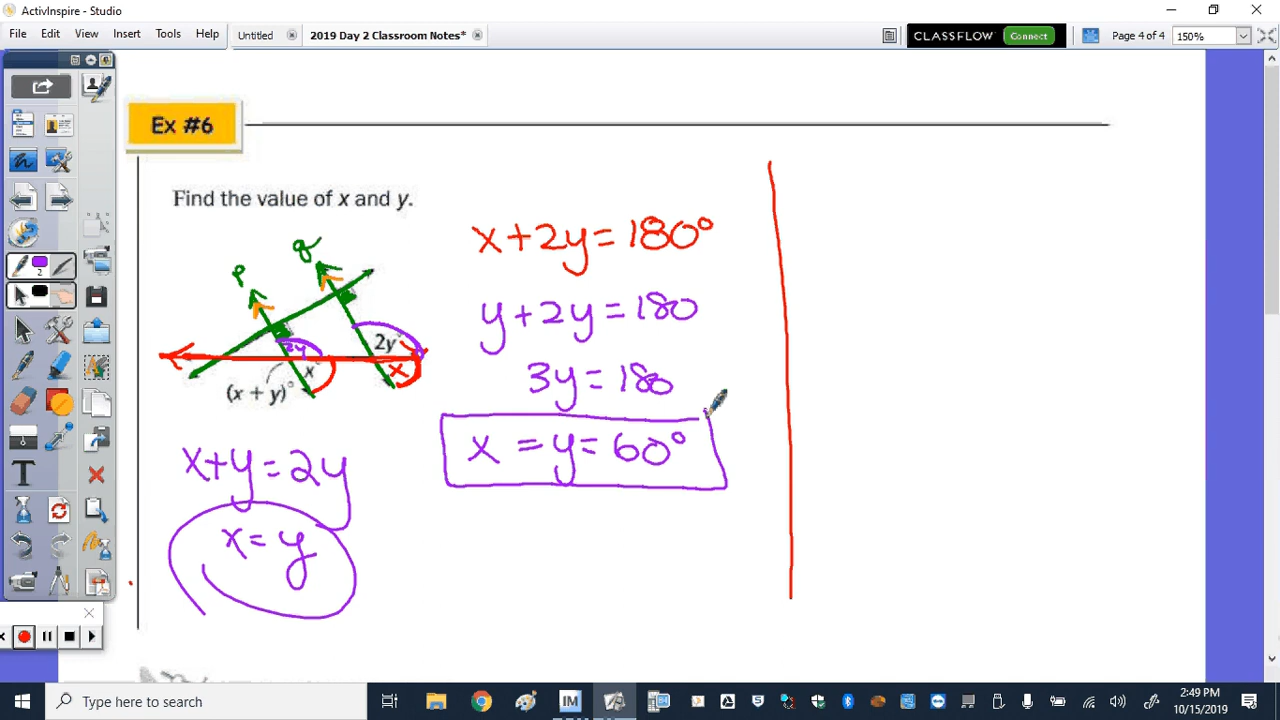 ActivInspire - Studio
File Edit View Insert Tools Help
Untitled
2019 Day 2 Classroom Notes*
CLASSFLOW Connect
Page 4 of 4
150%
2
T
Ex #6
Find the value of x and y.
q
p
2y
2y°
x°
x
(x + y)°
x+2y=180°
y+2y=180
3y=180
x=y=60°
x+y=2y
x=y
Type here to search
IM
2:49 PM
10/15/2019